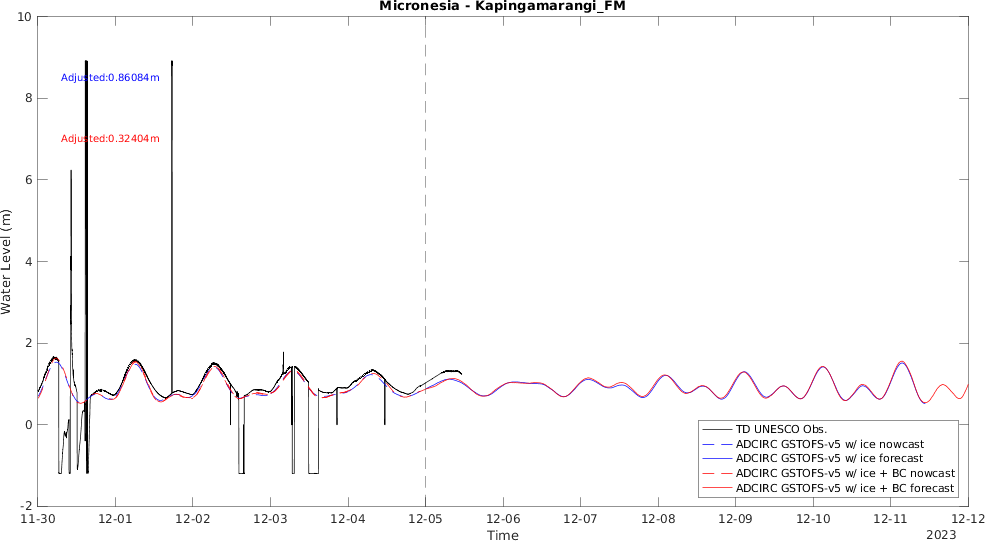 Micronesia - Kapingamarangi_FM
10
8
6
4
2
0
-2
Water Level (m)
Adjusted:0.86084m
Adjusted:0.32404m
TD UNESCO Obs.
ADCIRC GSTOFS-v5 w/ ice nowcast
ADCIRC GSTOFS-v5 w/ ice forecast
ADCIRC GSTOFS-v5 w/ ice + BC nowcast
ADCIRC GSTOFS-v5 w/ ice + BC forecast
11-30 12-01 12-02 12-03 12-04 12-05 12-06 12-07 12-08 12-09 12-10 12-11 12-12
Time
2023